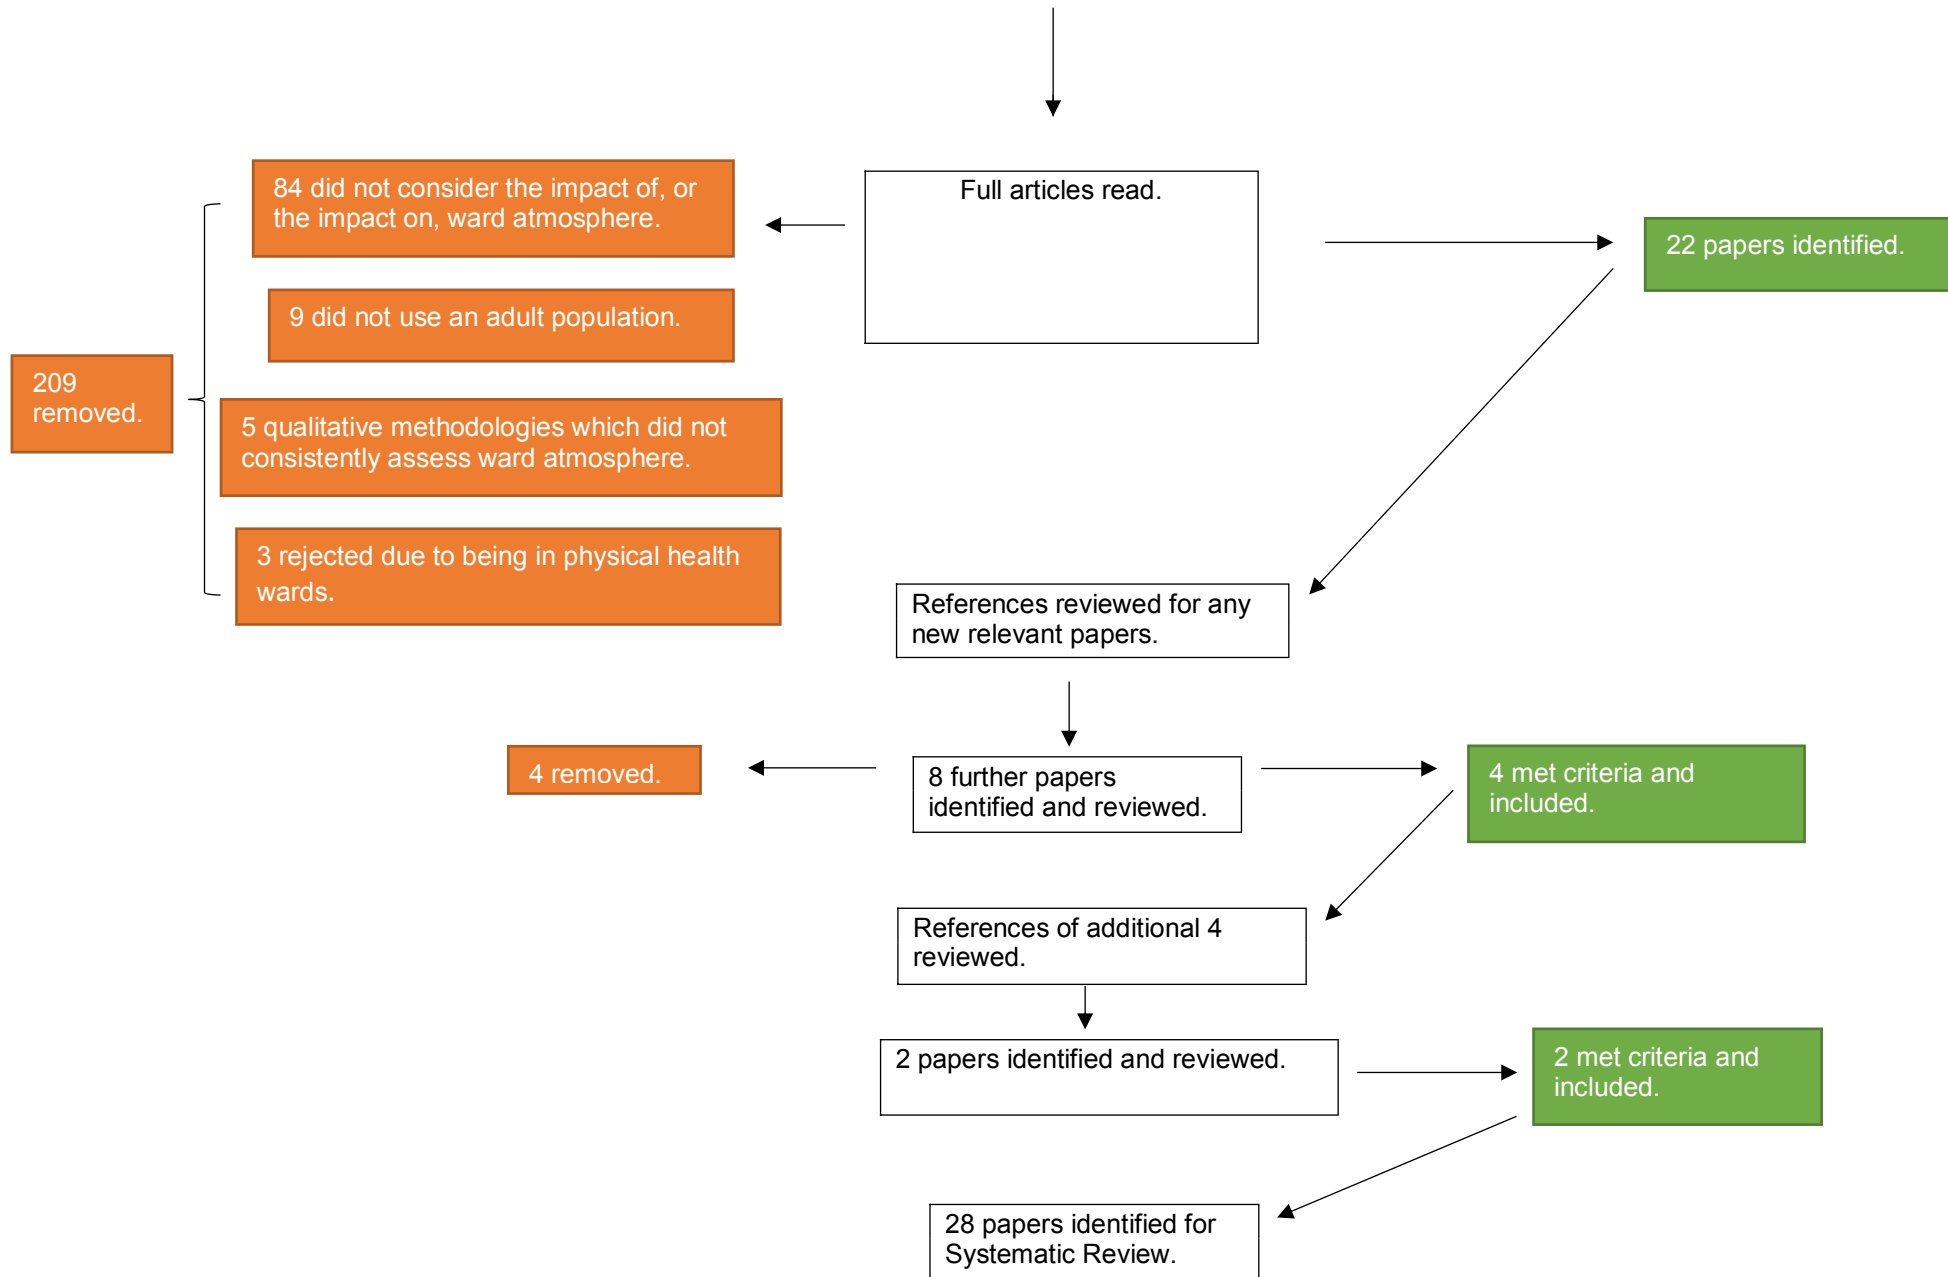 84 did not consider the impact of, or
the impact on, ward atmosphere.
Full articles read.
22 papers identified.
9 did not use an adult population.
209
removed.
5 qualitative methodologies which did not
consistently assess ward atmosphere.
3 rejected due to being in physical health
wards.
References reviewed for any
new relevant papers.
4 removed.
8 further papers
identified and reviewed.
4 met criteria and
included.
References of additional 4
reviewed.
2 papers identified and reviewed.
2 met criteria and
included.
28 papers identified for
Systematic Review.